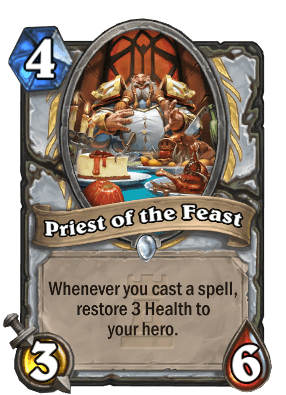 4
Priest of the Feast
Whenever you cast a spell,
restore 3 Health to
your hero.
3
6